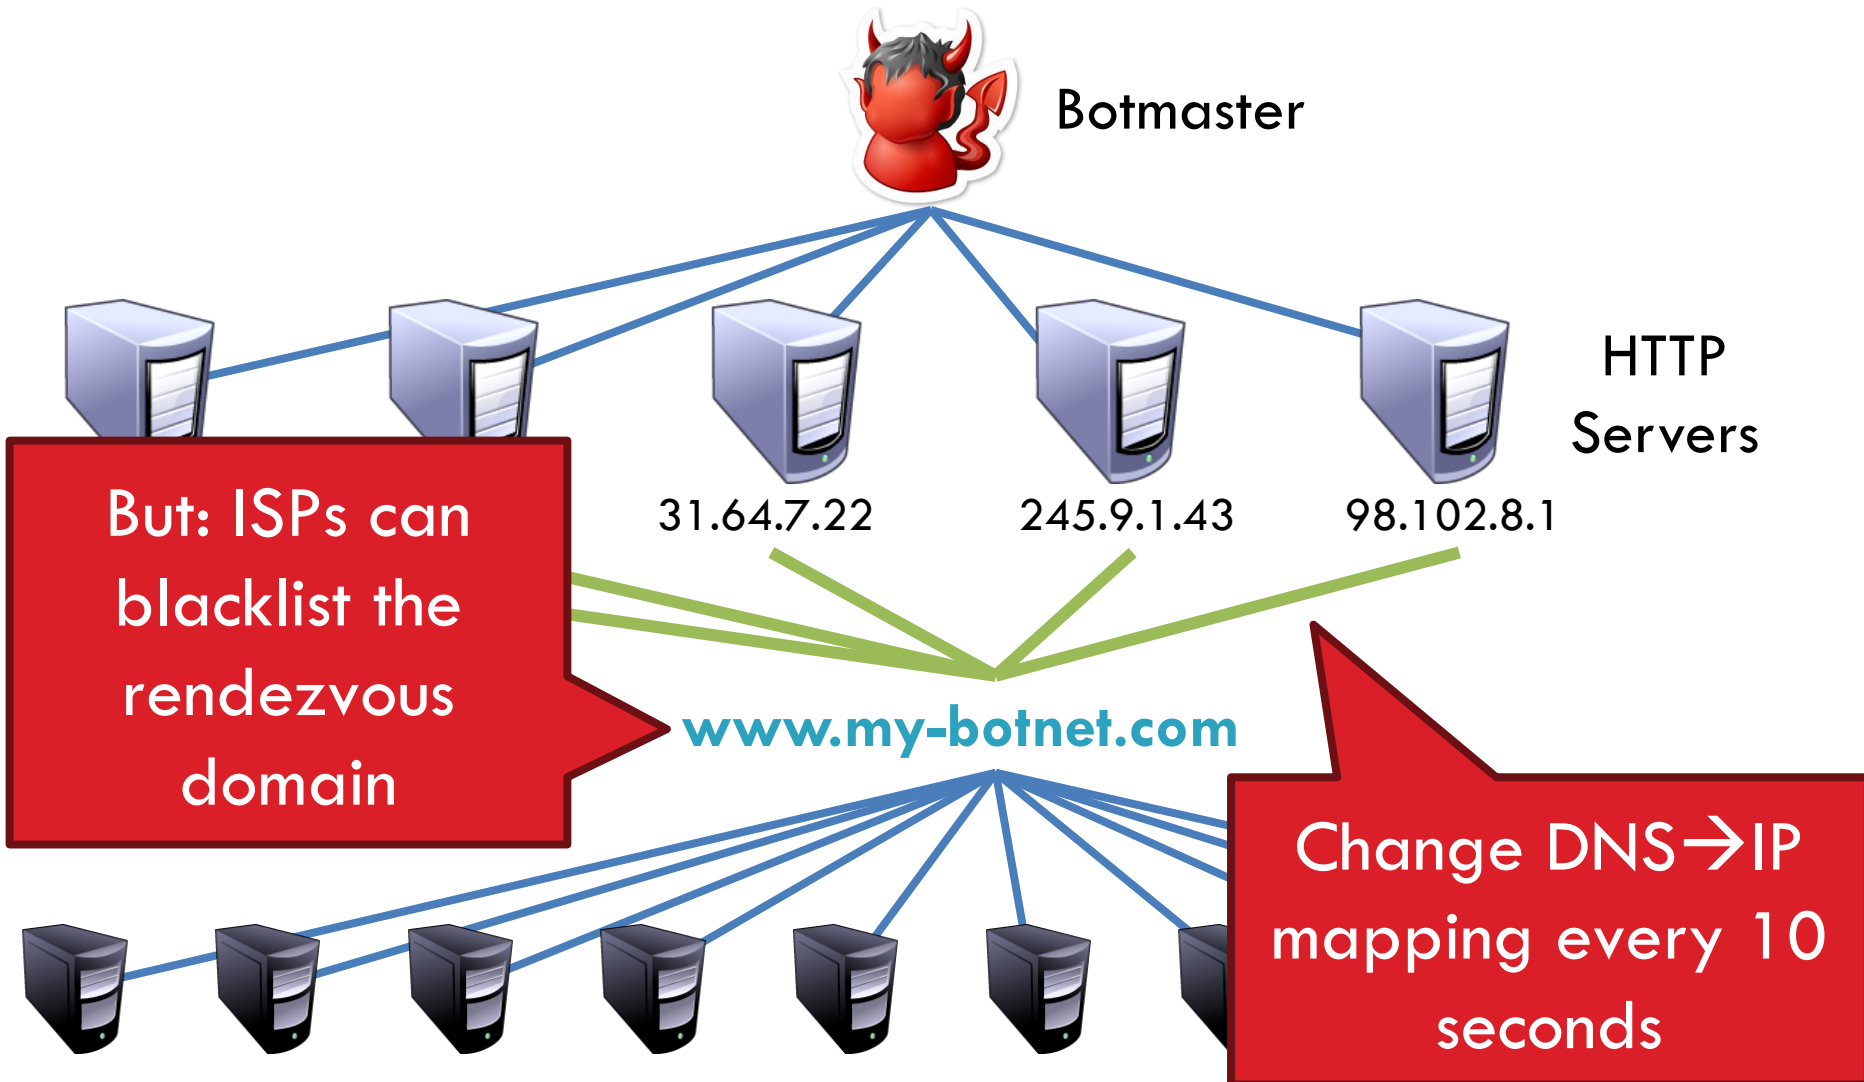 Botmaster
HTTP
Servers
31.64.7.22
245.9.1.43
98.102.8.1
But: ISPs can
blacklist the
rendezvous
domain
www.my-botnet.com
Change DNS→IP
mapping every 10
seconds